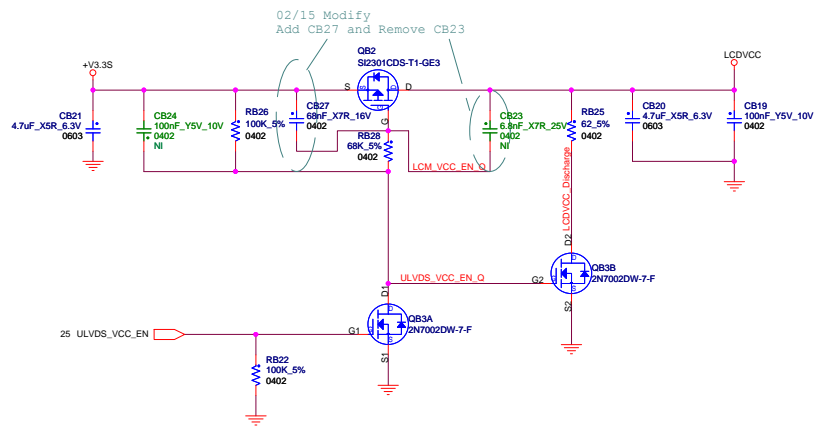 02/15 Modify
Add CB27 and Remove CB23
+V3.3S
QB2
SI2301CDS-T1-GE3
LCDVCC
S
D
G
CB21
4.7uF_X5R_6.3V
0603
CB24
100nF_Y5V_10V
0402
NI
RB26
100K_5%
0402
CB27
68nF_X7R_16V
0402
RB28
68K_5%
0402
CB23
6.8nF_X7R_25V
0402
NI
RB25
62_5%
0402
CB20
4.7uF_X5R_6.3V
0603
CB19
100nF_Y5V_10V
0402
LCM_VCC_EN_Q
LCDVCC_Discharge
ULVDS_VCC_EN_Q
D2
G2
S2
QB3B
2N7002DW-7-F
D1
G1
S1
QB3A
2N7002DW-7-F
25 ULVDS_VCC_EN
RB22
100K_5%
0402